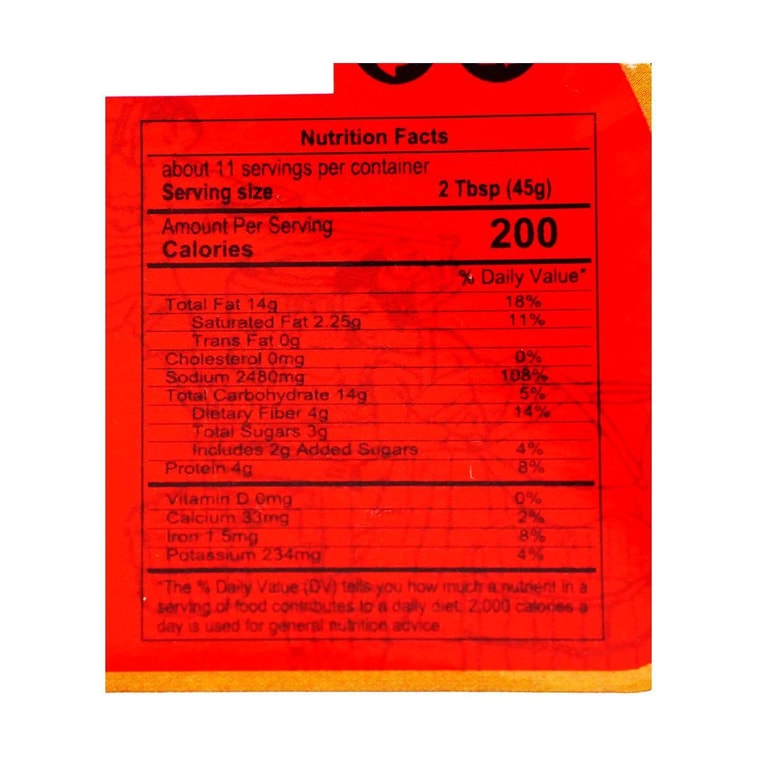 Nutrition Facts
about 11 servings per container
Serving size 2 Tbsp (45g)
Amount Per Serving
Calories 200
% Daily Value*
Total Fat 14g 18%
Saturated Fat 2.25g 11%
Trans Fat 0g
Cholesterol 0mg 0%
Sodium 2480mg 108%
Total Carbohydrate 14g 5%
Dietary Fiber 4g 14%
Total Sugars 3g
Includes 2g Added Sugars 4%
Protein 4g 8%
Vitamin D 0mg 0%
Calcium 33mg 2%
Iron 1.5mg 8%
Potassium 234mg 4%
*The % Daily Value (DV) tells you how much a nutrient in a
serving of food contributes to a daily diet. 2,000 calories a
day is used for general nutrition advice.